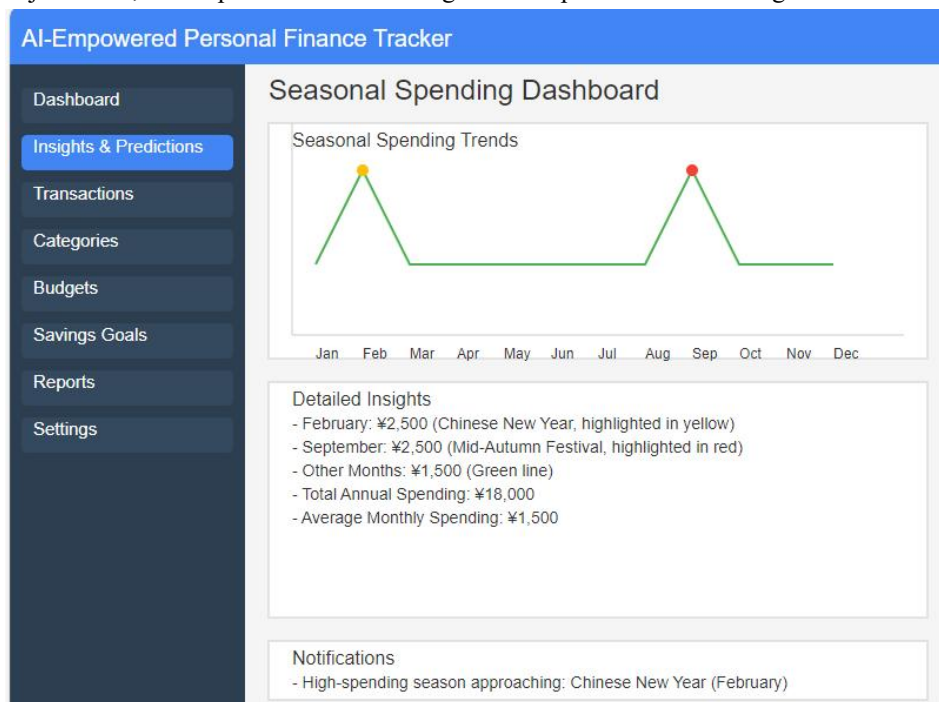 AI-Empowered Personal Finance Tracker
Dashboard
Insights & Predictions
Transactions
Categories
Budgets
Savings Goals
Reports
Settings
Seasonal Spending Dashboard
Seasonal Spending Trends
Jan Feb Mar Apr May Jun Jul Aug Sep Oct Nov Dec
Detailed Insights
- February: ¥2,500 (Chinese New Year, highlighted in yellow)
- September: ¥2,500 (Mid-Autumn Festival, highlighted in red)
- Other Months: ¥1,500 (Green line)
- Total Annual Spending: ¥18,000
- Average Monthly Spending: ¥1,500
Notifications
- High-spending season approaching: Chinese New Year (February)